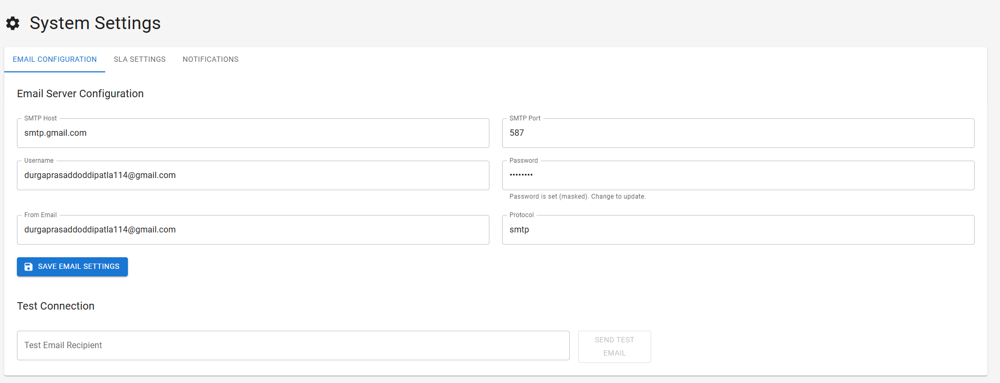 System Settings
EMAIL CONFIGURATION SLA SETTINGS NOTIFICATIONS
Email Server Configuration
SMTP Host SMTP Port
smtp.gmail.com 587
Username Password
durgaprasaddoddipatla114@gmail.com ••••••••
Password is set (masked). Change to update.
From Email Protocol
durgaprasaddoddipatla114@gmail.com smtp
SAVE EMAIL SETTINGS
Test Connection
Test Email Recipient
SEND TEST
EMAIL